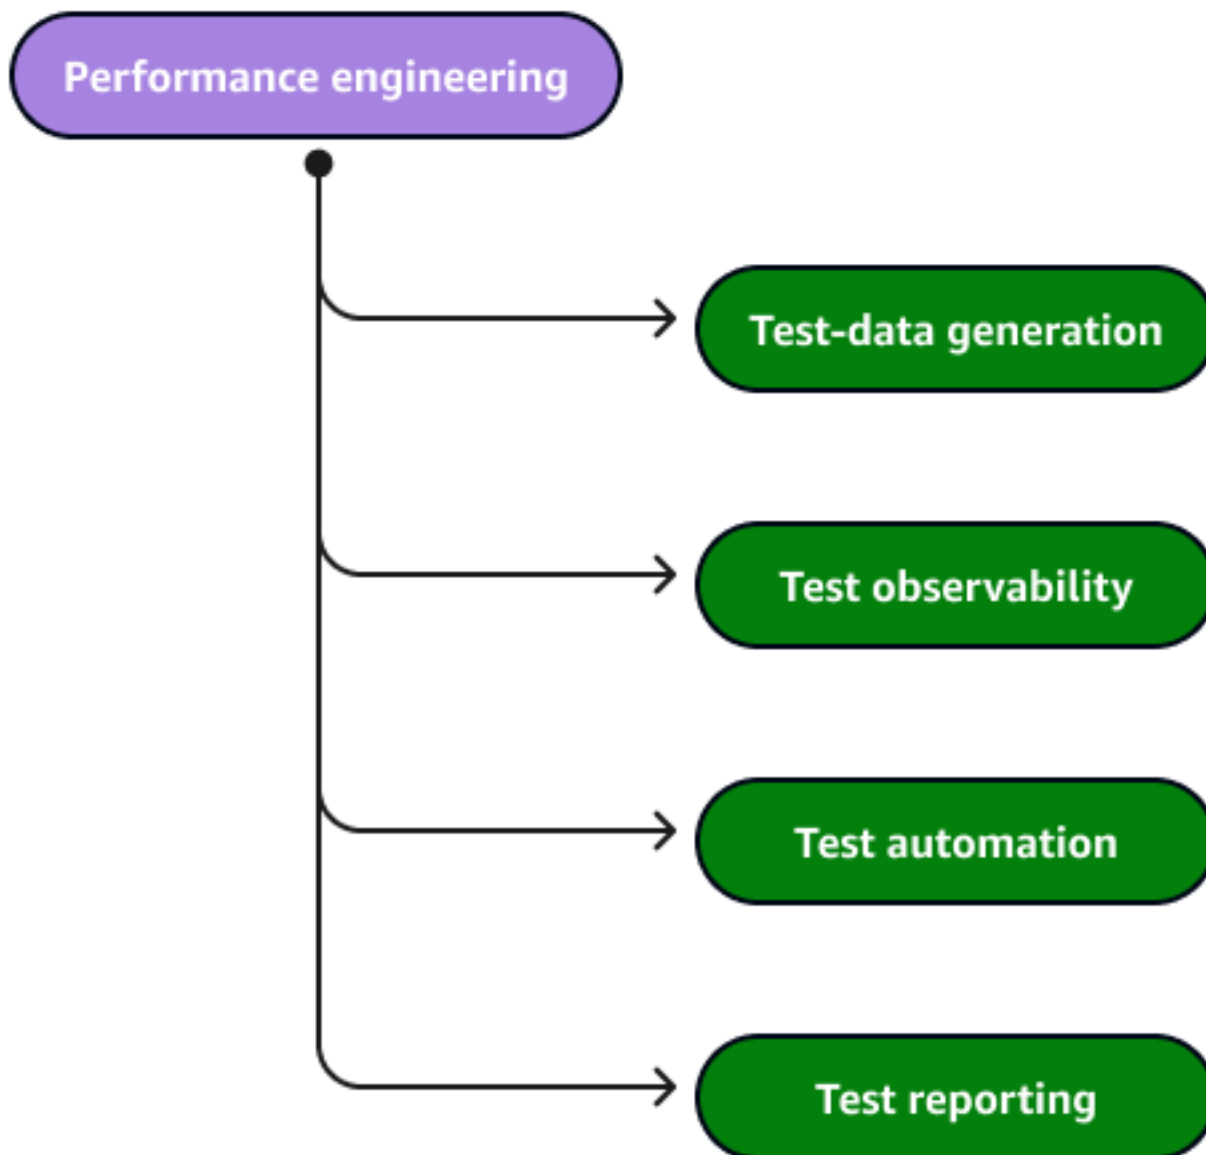 Performance engineering
Test-data generation
Test observability
Test automation
Test reporting